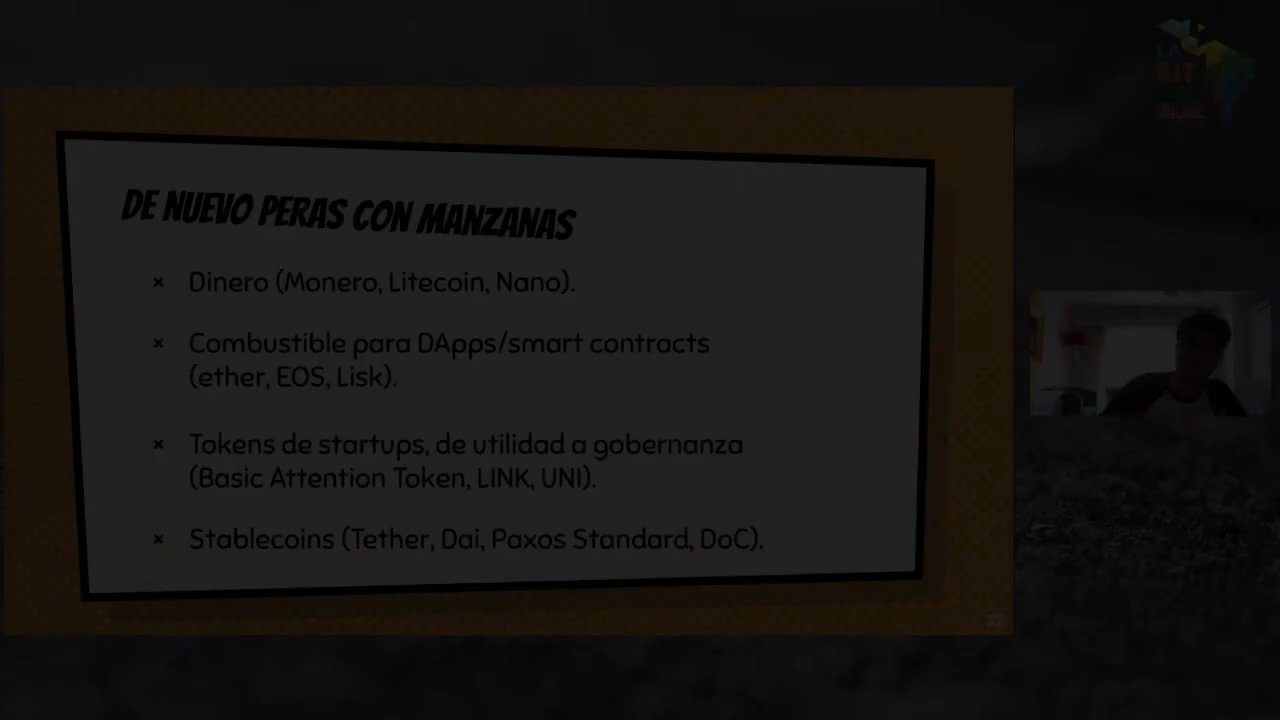 DE NUEVO PERAS CON MANZANAS
× Dinero (Monero, Litecoin, Nano).
× Combustible para DApps/smart contracts
(ether, EOS, Lisk).
× Tokens de startups, de utilidad a gobernanza
(Basic Attention Token, LINK, UNI).
× Stablecoins (Tether, Dai, Paxos Standard, DoC).
BIT